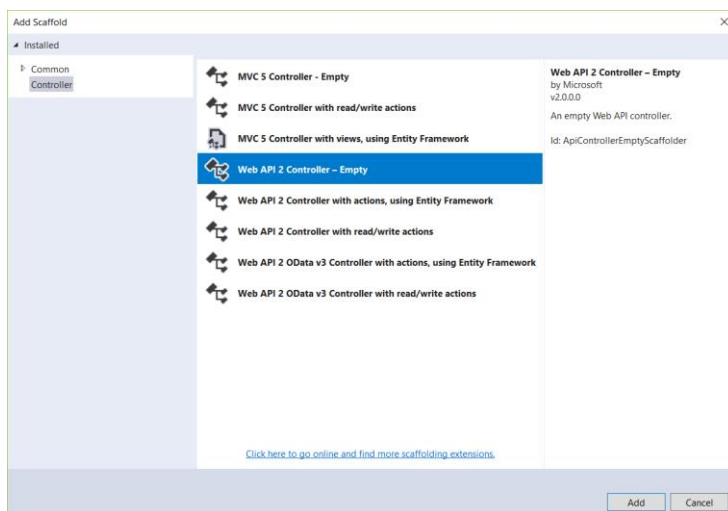 Add Scaffold
Installed
Common
Controller
MVC 5 Controller - Empty
MVC 5 Controller with read/write actions
MVC 5 Controller with views, using Entity Framework
Web API 2 Controller – Empty
Web API 2 Controller with actions, using Entity Framework
Web API 2 Controller with read/write actions
Web API 2 OData v3 Controller with actions, using Entity Framework
Web API 2 OData v3 Controller with read/write actions
Click here to go online and find more scaffolding extensions.
Web API 2 Controller – Empty
by Microsoft
v2.0.0.0
An empty Web API controller.
Id: ApiControllerEmptyScaffolder
Add
Cancel